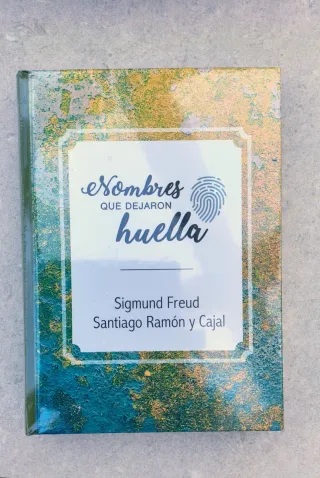 Nombres
QUE DEJARON
huella
Sigmund Freud
Santiago Ramón y Cajal